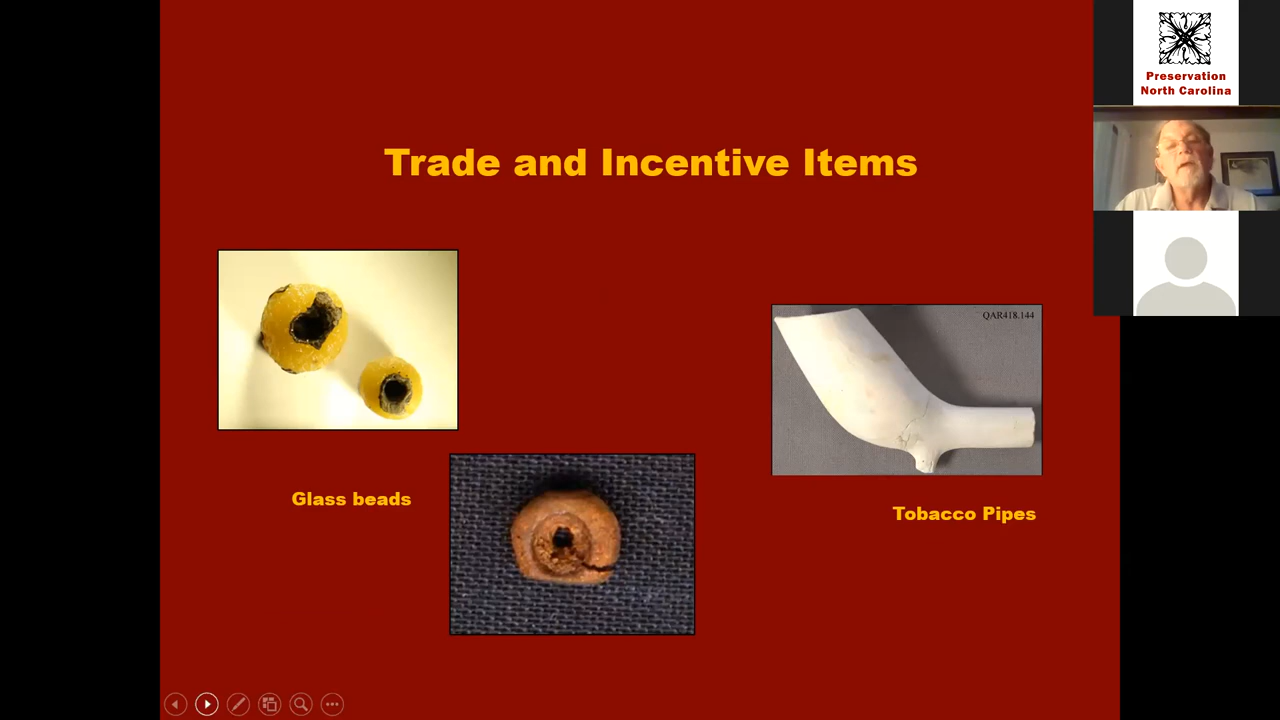 Preservation
North Carolina
Trade and Incentive Items
QAR418.144
Glass beads
Tobacco Pipes